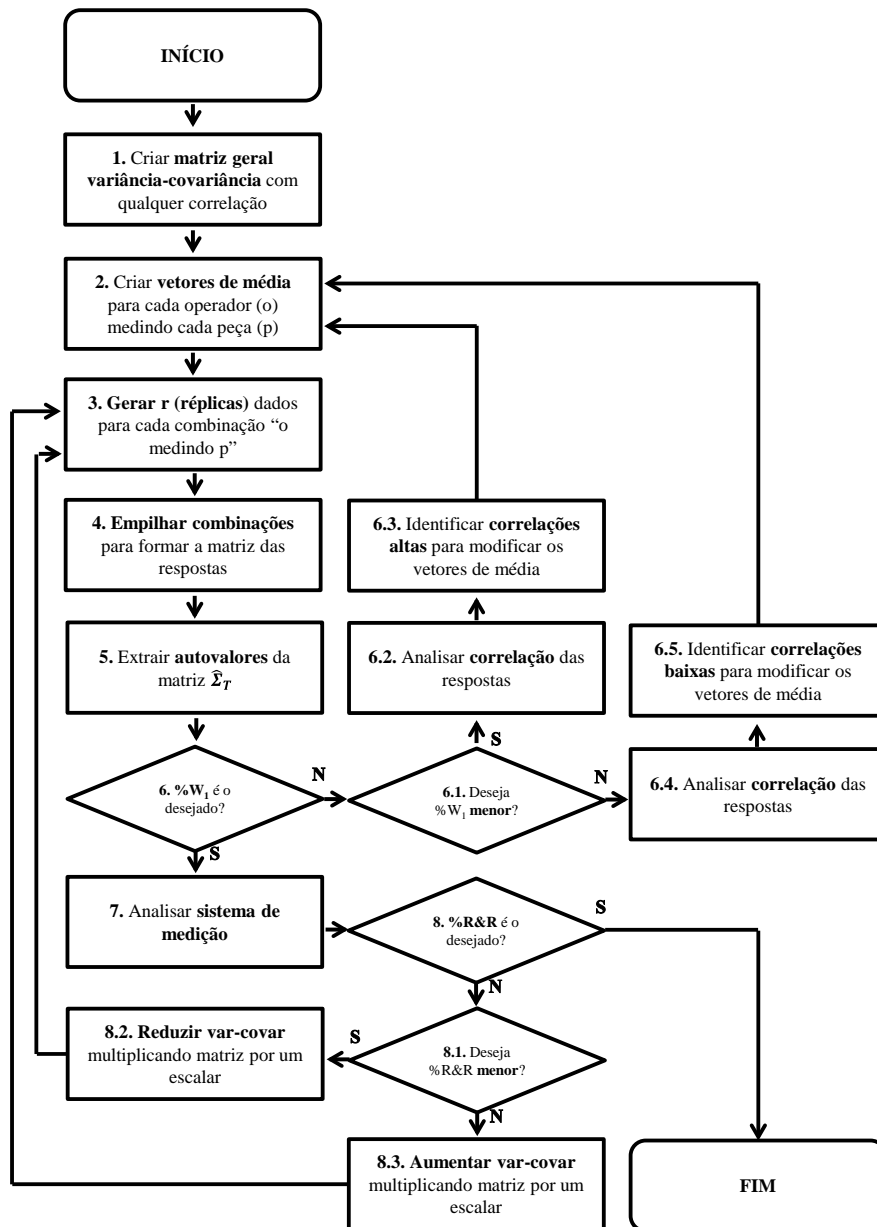 INÍCIO
1. Criar matriz geral
variância-covariância com
qualquer correlação
2. Criar vetores de média
para cada operador (o)
medindo cada peça (p)
3. Gerar r (réplicas) dados
para cada combinação “o
medindo p”
4. Empilhar combinações
para formar a matriz das
respostas
6.3. Identificar correlações
altas para modificar os
vetores de média
5. Extrair autovalores da
matriz Σ̂_T
6.2. Analisar correlação das
respostas
6.5. Identificar correlações
baixas para modificar os
vetores de média
S
6. %W₁ é o
desejado?
N
6.1. Deseja
%W₁ menor?
N
6.4. Analisar correlação das
respostas
S
7. Analisar sistema de
medição
8. %R&R é o
desejado?
S
N
8.2. Reduzir var-covar
multiplicando matriz por um
escalar
S
8.1. Deseja
%R&R menor?
N
8.3. Aumentar var-covar
multiplicando matriz por um
escalar
FIM